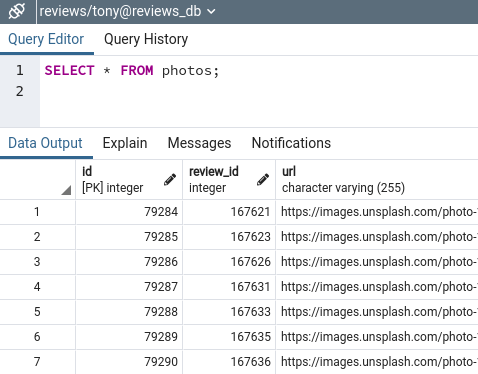 reviews/tony@reviews_db
Query Editor Query History
1 SELECT * FROM photos;
2
Data Output Explain Messages Notifications
id review_id url
[PK] integer integer character varying (255)
1 79284 167621 https://images.unsplash.com/photo-
2 79285 167623 https://images.unsplash.com/photo-
3 79286 167626 https://images.unsplash.com/photo-
4 79287 167631 https://images.unsplash.com/photo-
5 79288 167633 https://images.unsplash.com/photo-
6 79289 167635 https://images.unsplash.com/photo-
7 79290 167636 https://images.unsplash.com/photo-